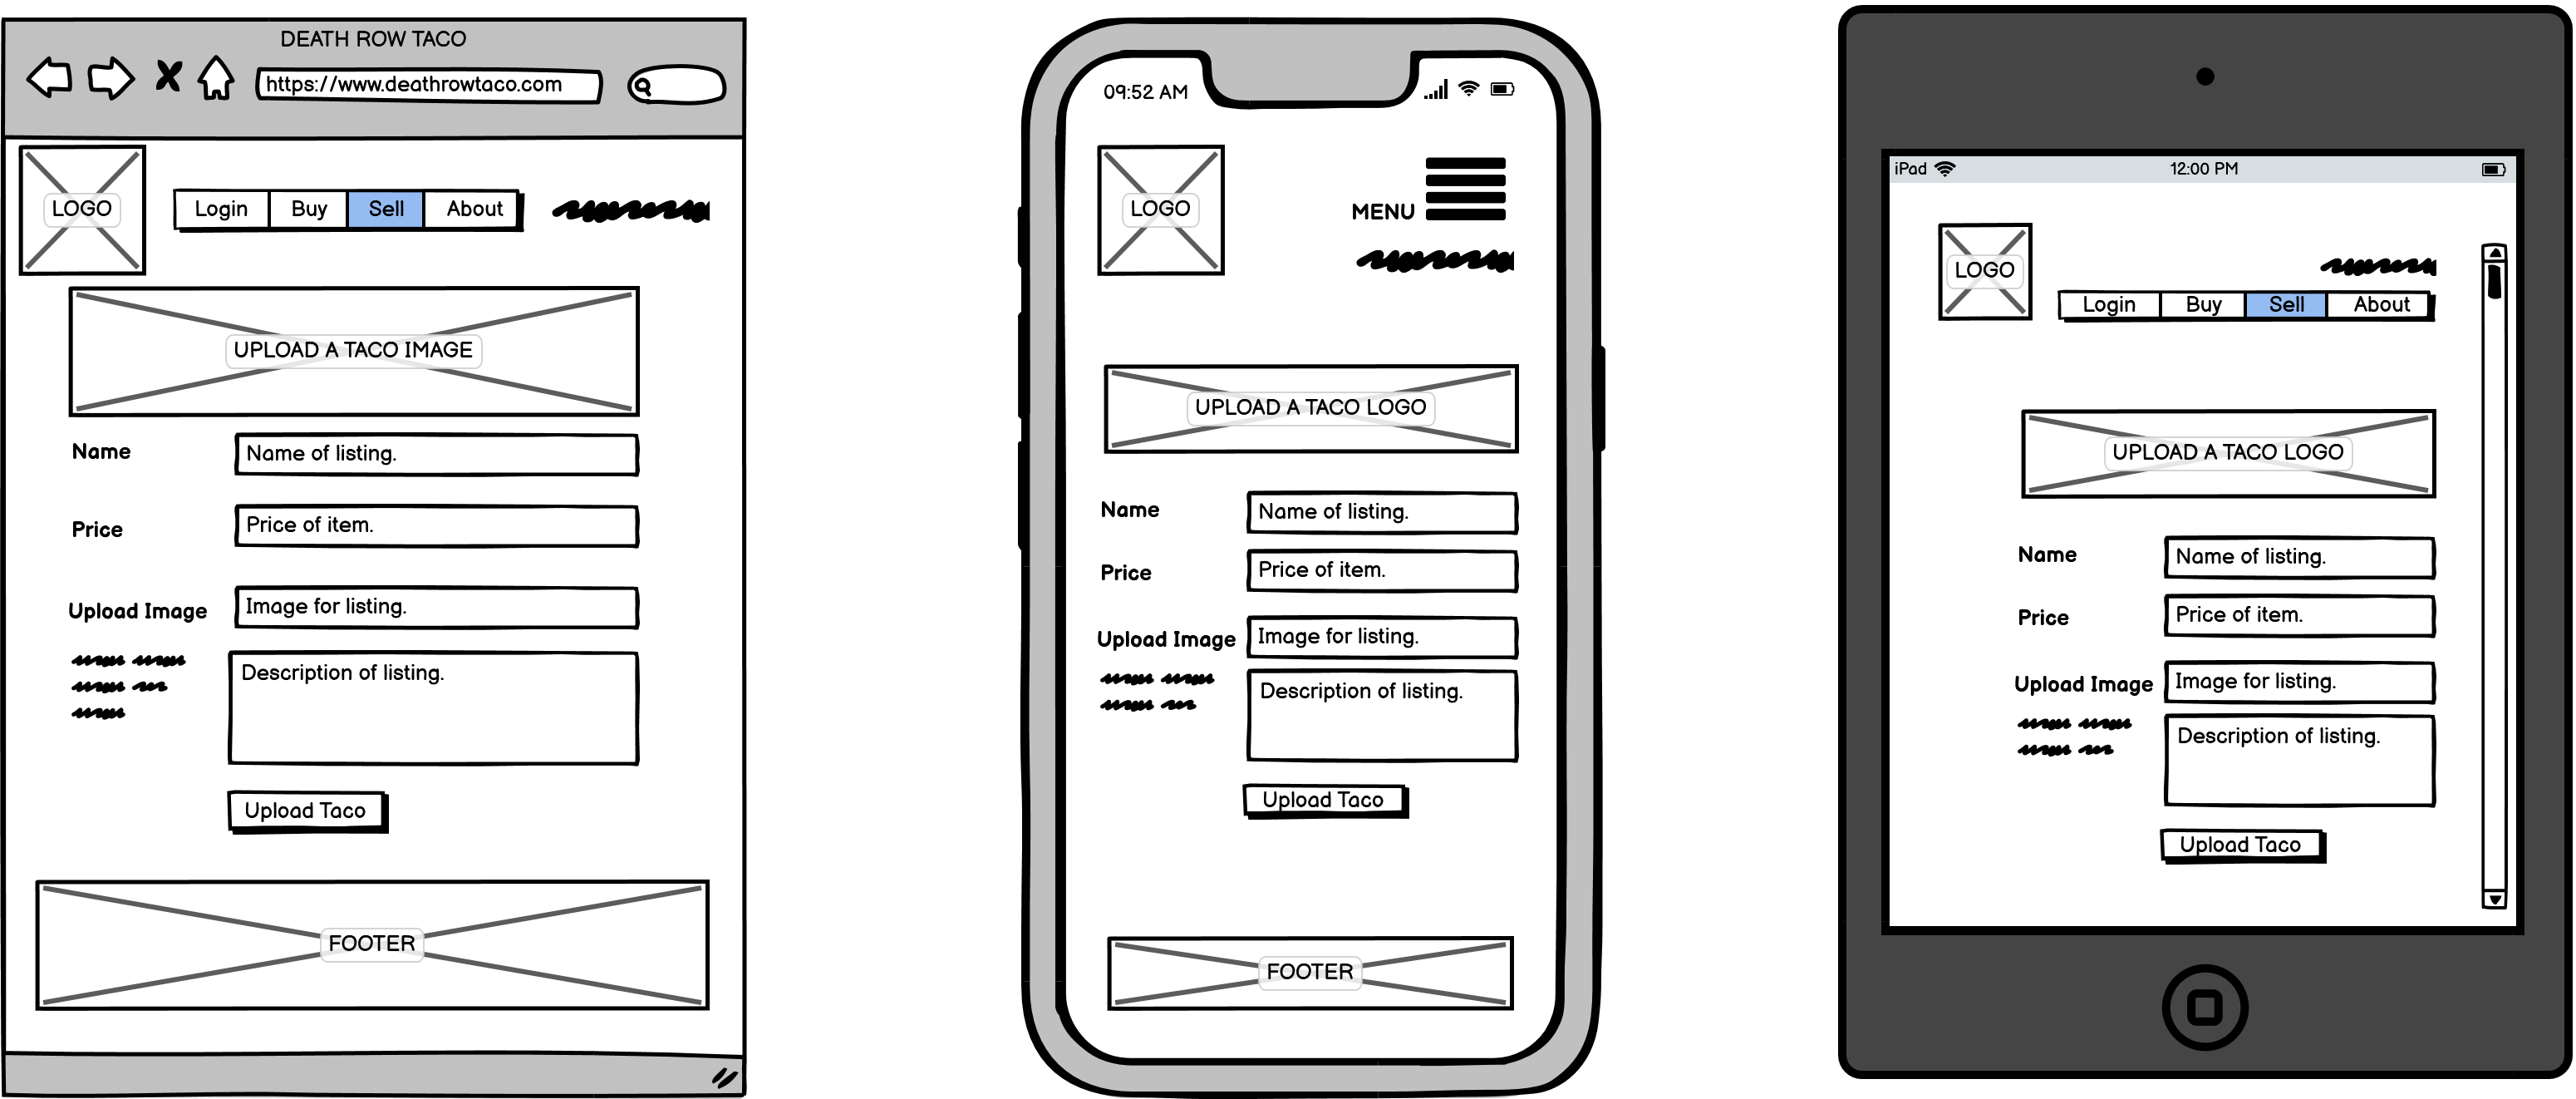 DEATH ROW TACO
https://www.deathrowtaco.com
LOGO
Login Buy Sell About
UPLOAD A TACO IMAGE
Name Name of listing.
Price Price of item.
Upload Image Image for listing.
Description of listing.
Upload Taco
FOOTER
09:52 AM
LOGO
MENU
UPLOAD A TACO LOGO
Name Name of listing.
Price Price of item.
Upload Image Image for listing.
Description of listing.
Upload Taco
FOOTER
iPad 12:00 PM
LOGO
Login Buy Sell About
UPLOAD A TACO LOGO
Name Name of listing.
Price Price of item.
Upload Image Image for listing.
Description of listing.
Upload Taco